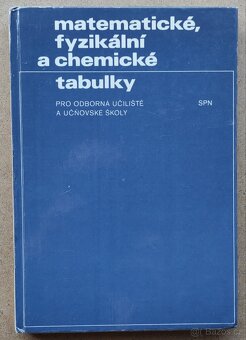 matematické,
fyzikální
a chemické
tabulky
PRO ODBORNÁ UČILIŠTĚ SPN
A UČŇOVSKÉ ŠKOLY